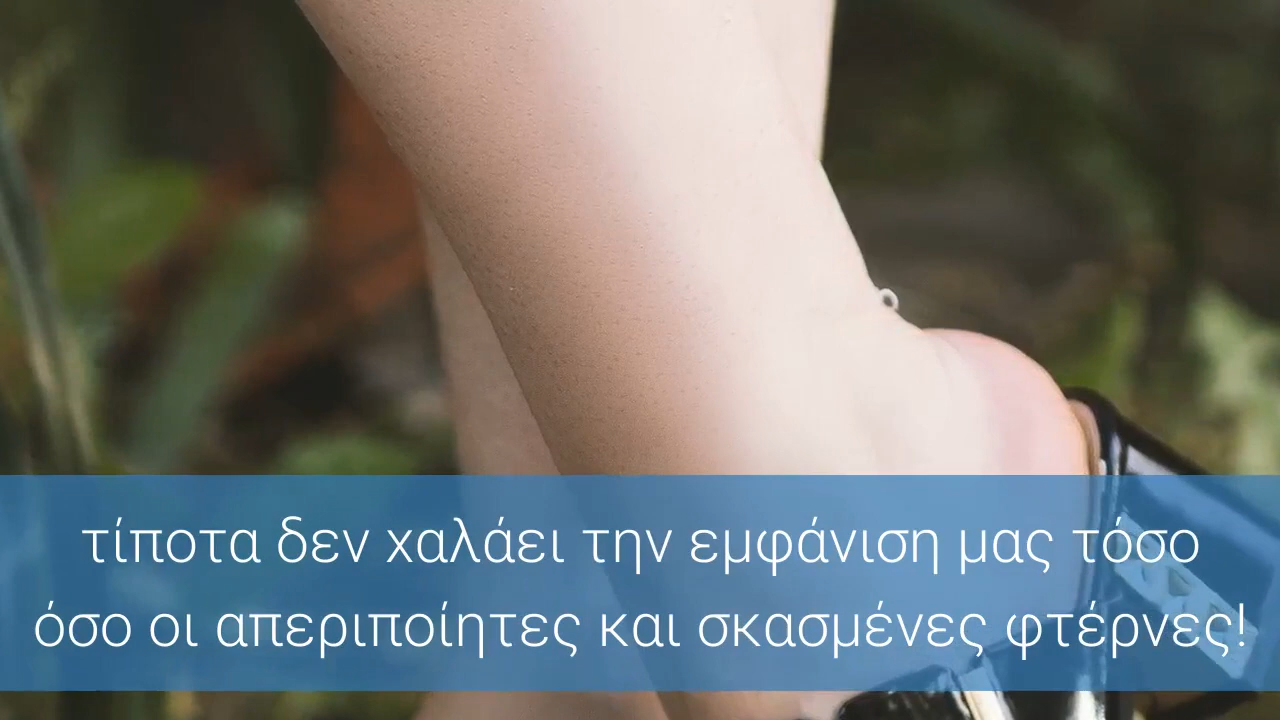 τίποτα δεν χαλάει την εμφάνιση μας τόσο
όσο οι απεριποίητες και σκασμένες φτέρνες!